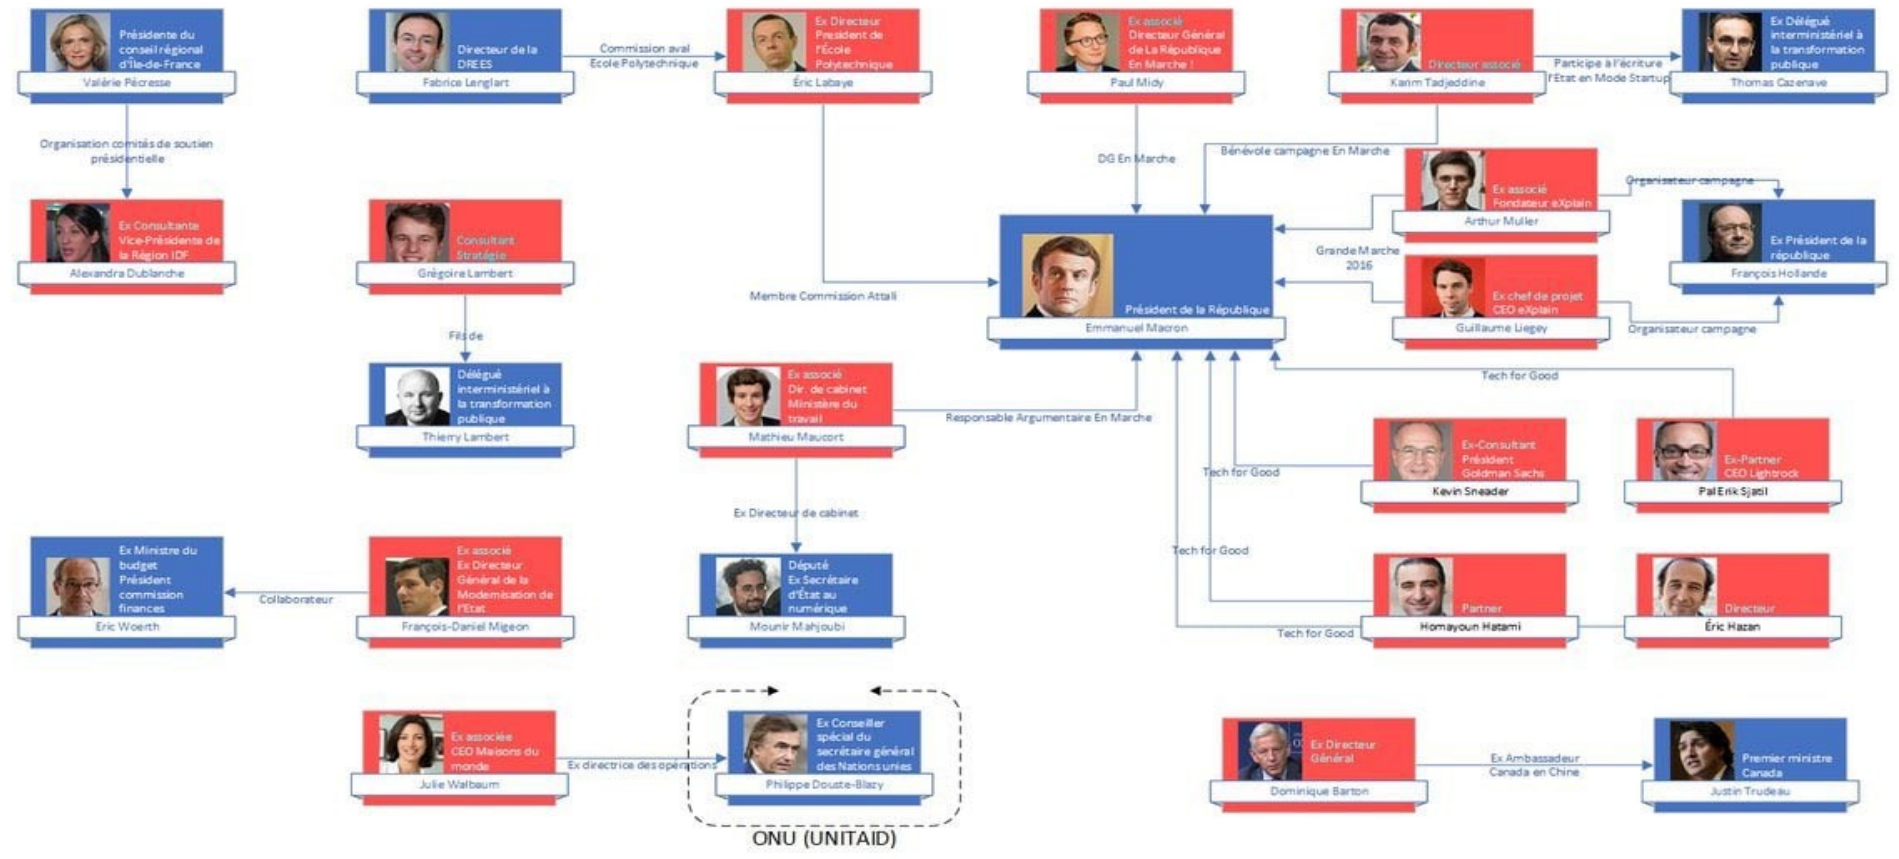 Présidente du
conseil régional
d'Île-de-France
Valérie Pécresse
Directeur de la
DREES
Fabrice Lenglart
Commission aval
Ecole Polytechnique
Ex Directeur
President de
l'École
Polytechnique
Éric Labaye
Ex associé
Directeur Général
de La République
En Marche !
Paul Midy
Directeur associé
Karim Tadjeddine
Participe à l'écriture
l'Etat en Mode Startup
Ex Délégué
interministériel à
la transformation
publique
Thomas Cazenave
Organisation comités de soutien
présidentielle
DG En Marche
Bénévole campagne En Marche
Ex Consultante
Vice-Présidente de
la Région IDF
Alexandra Dublanche
Consultant
Stratégie
Grégoire Lambert
Ex associé
Fondateur eXplain
Arthur Muller
Organisateur campagne
Ex Président de la
république
François Hollande
Grande Marche
2016
Membre Commission Attali
Président de la République
Emmanuel Macron
Ex chef de projet
CEO eXplain
Guillaume Liegey
Organisateur campagne
Fils de
Délégué
interministériel à
la transformation
publique
Thierry Lambert
Ex associé
Dir. de cabinet
Ministère du
travail
Mathieu Maucort
Responsable Argumentaire En Marche
Tech for Good
Ex-Consultant
Président
Goldman Sachs
Kevin Sneader
Ex-Partner
CEO Lightrock
Pal Erik Sjatil
Tech for Good
Ex Directeur de cabinet
Tech for Good
Ex Ministre du
budget
Président
commission
finances
Eric Woerth
Collaborateur
Ex associé
Ex Directeur
Général de la
Modernisation de
l'Etat
François-Daniel Migeon
Député
Ex Secrétaire
d'État au
numérique
Mounir Mahjoubi
Tech for Good
Partner
Homayoun Hatami
Directeur
Éric Hazan
Ex associée
CEO Maisons du
monde
Julie Walbaum
Ex directrice des opérations
Ex Conseiller
spécial du
secrétaire général
des Nations unies
Philippe Douste-Blazy
ONU (UNITAID)
Ex Directeur
Général
Dominique Barton
Ex Ambassadeur
Canada en Chine
Premier ministre
Canada
Justin Trudeau